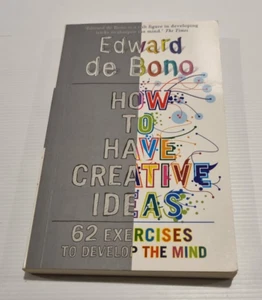 Edward
de Bono
HOW
TO
HAVE
CREATIVE
IDEAS
62 EXERCISES
TO DEVELOP THE MIND